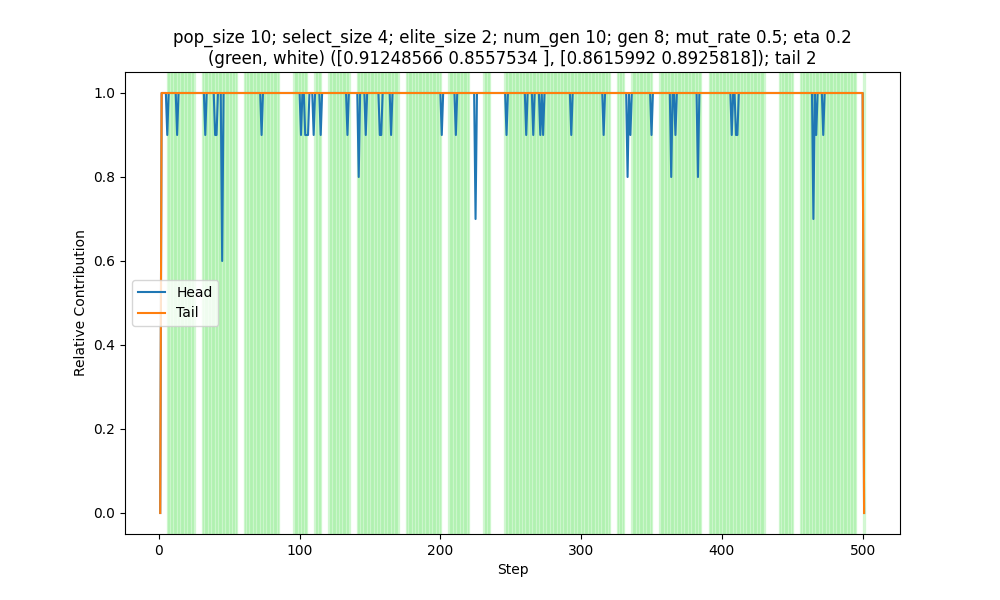 pop_size 10; select_size 4; elite_size 2; num_gen 10; gen 8; mut_rate 0.5; eta 0.2
(green, white) ([0.91248566 0.8557534 ], [0.8615992 0.8925818]); tail 2
1.0
0.8
0.6
0.4
0.2
0.0
Relative Contribution
Head
Tail
0 100 200 300 400 500
Step